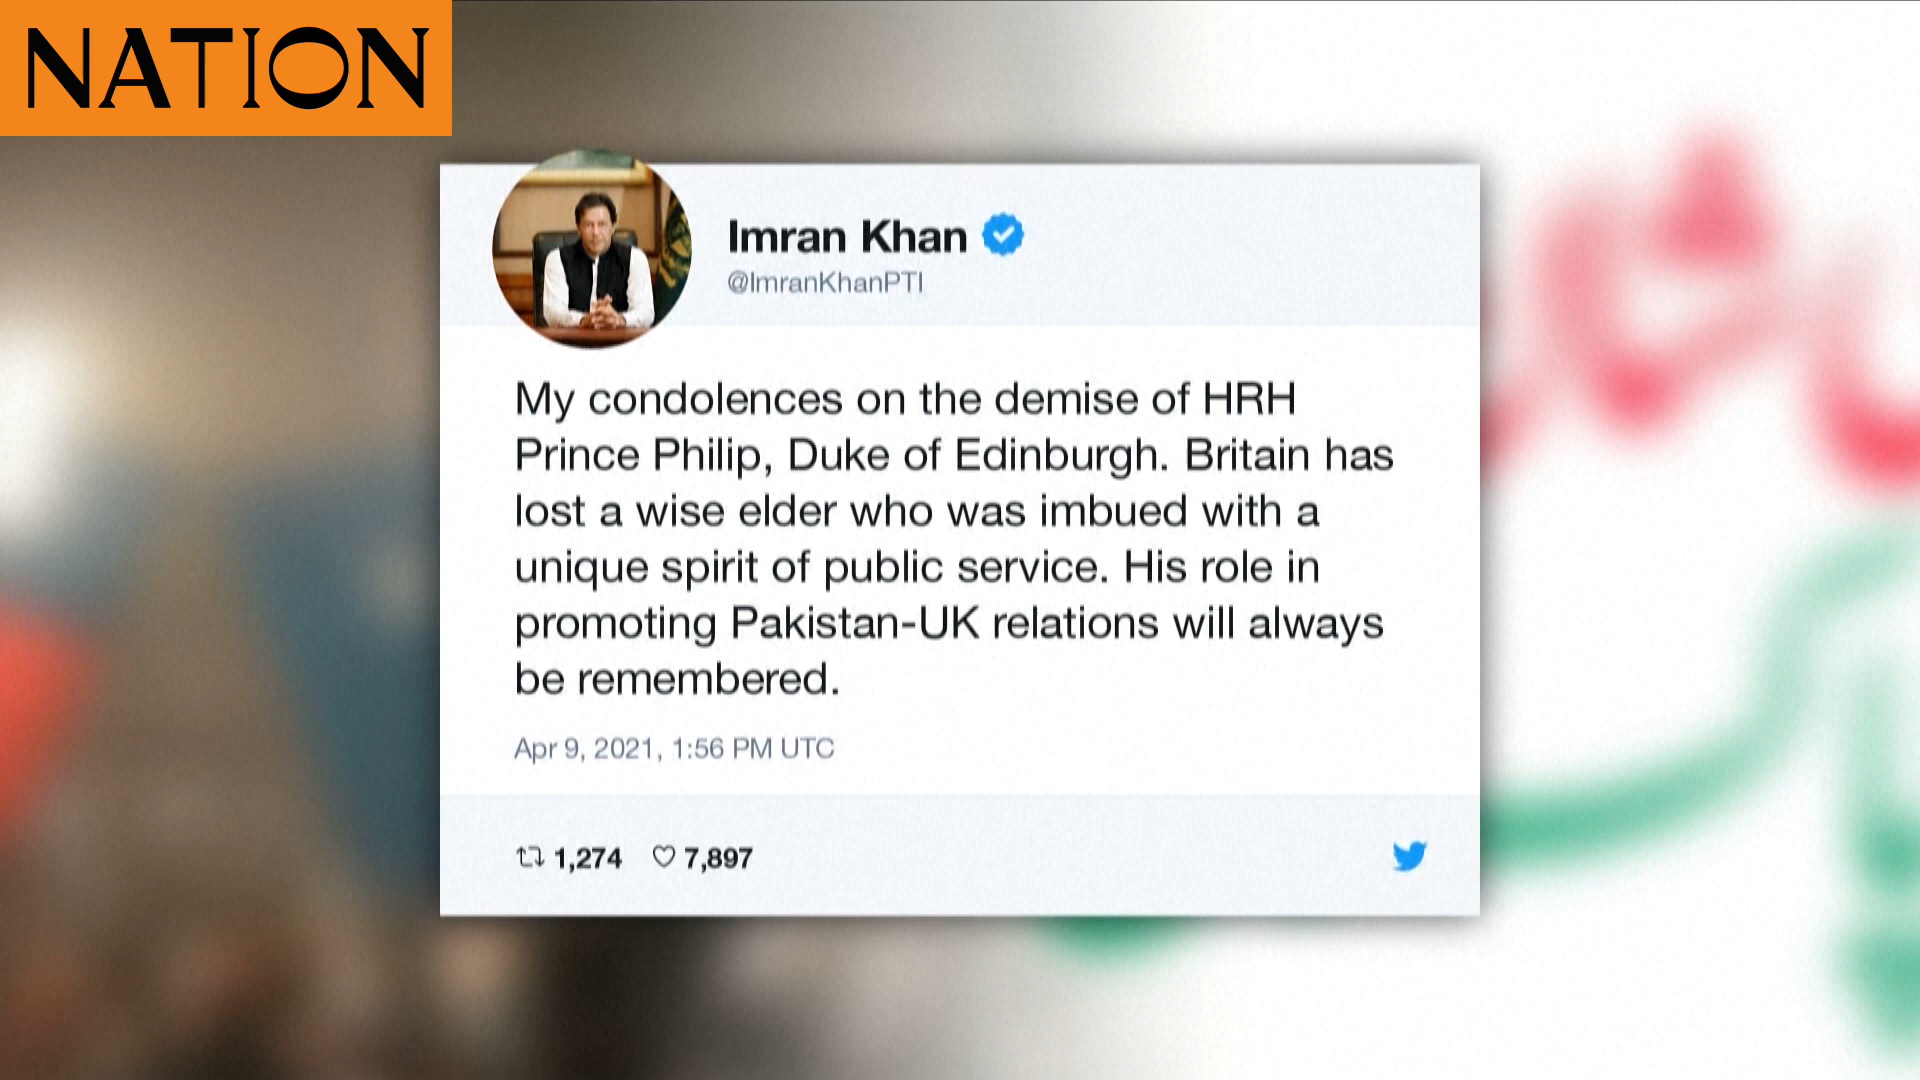 NATION
Imran Khan
@ImranKhanPTI
My condolences on the demise of HRH
Prince Philip, Duke of Edinburgh. Britain has
lost a wise elder who was imbued with a
unique spirit of public service. His role in
promoting Pakistan-UK relations will always
be remembered.
Apr 9, 2021, 1:56 PM UTC
1,274 7,897